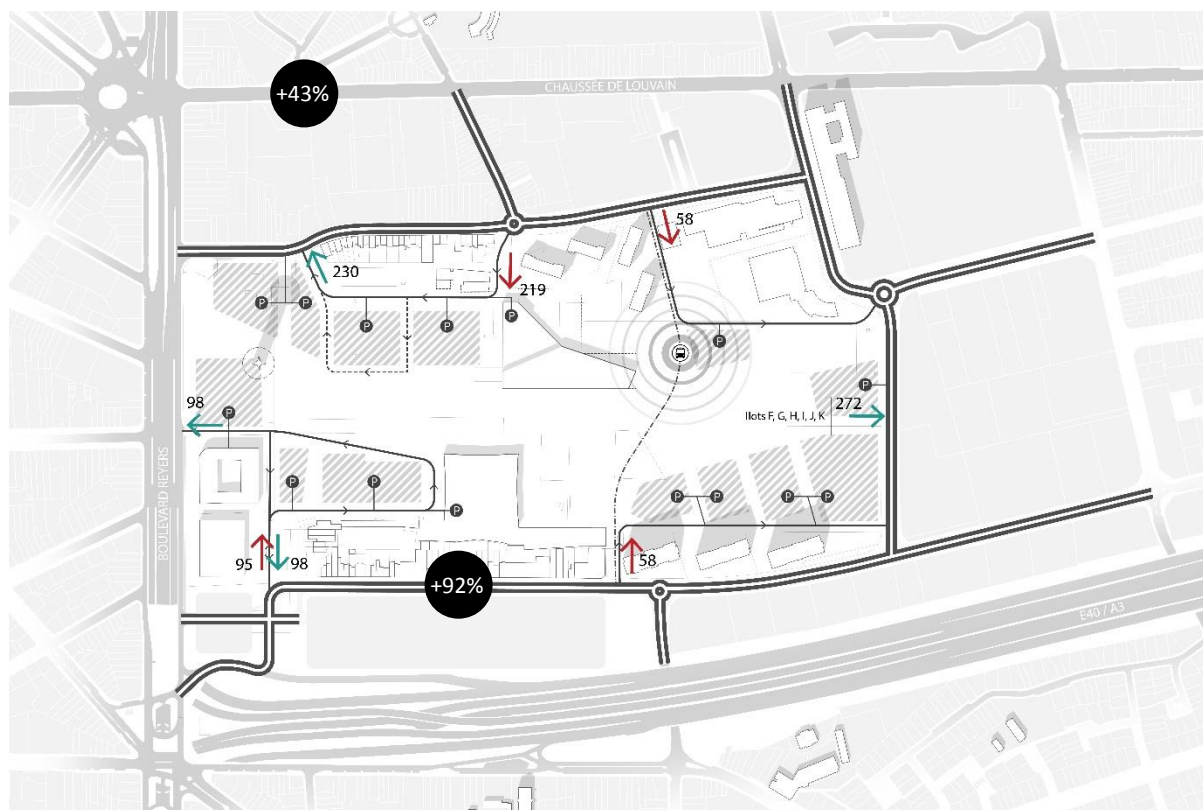 +43%
CHAUSSÉE DE LOUVAIN
58
230
219
P
P
P
P
P
P
98
P
P
272
Ilots F, G, H, I, J, K
BOULEVARD REYERS
P
P
P
P
P
P
P
95
98
58
+92%
E40 / A3